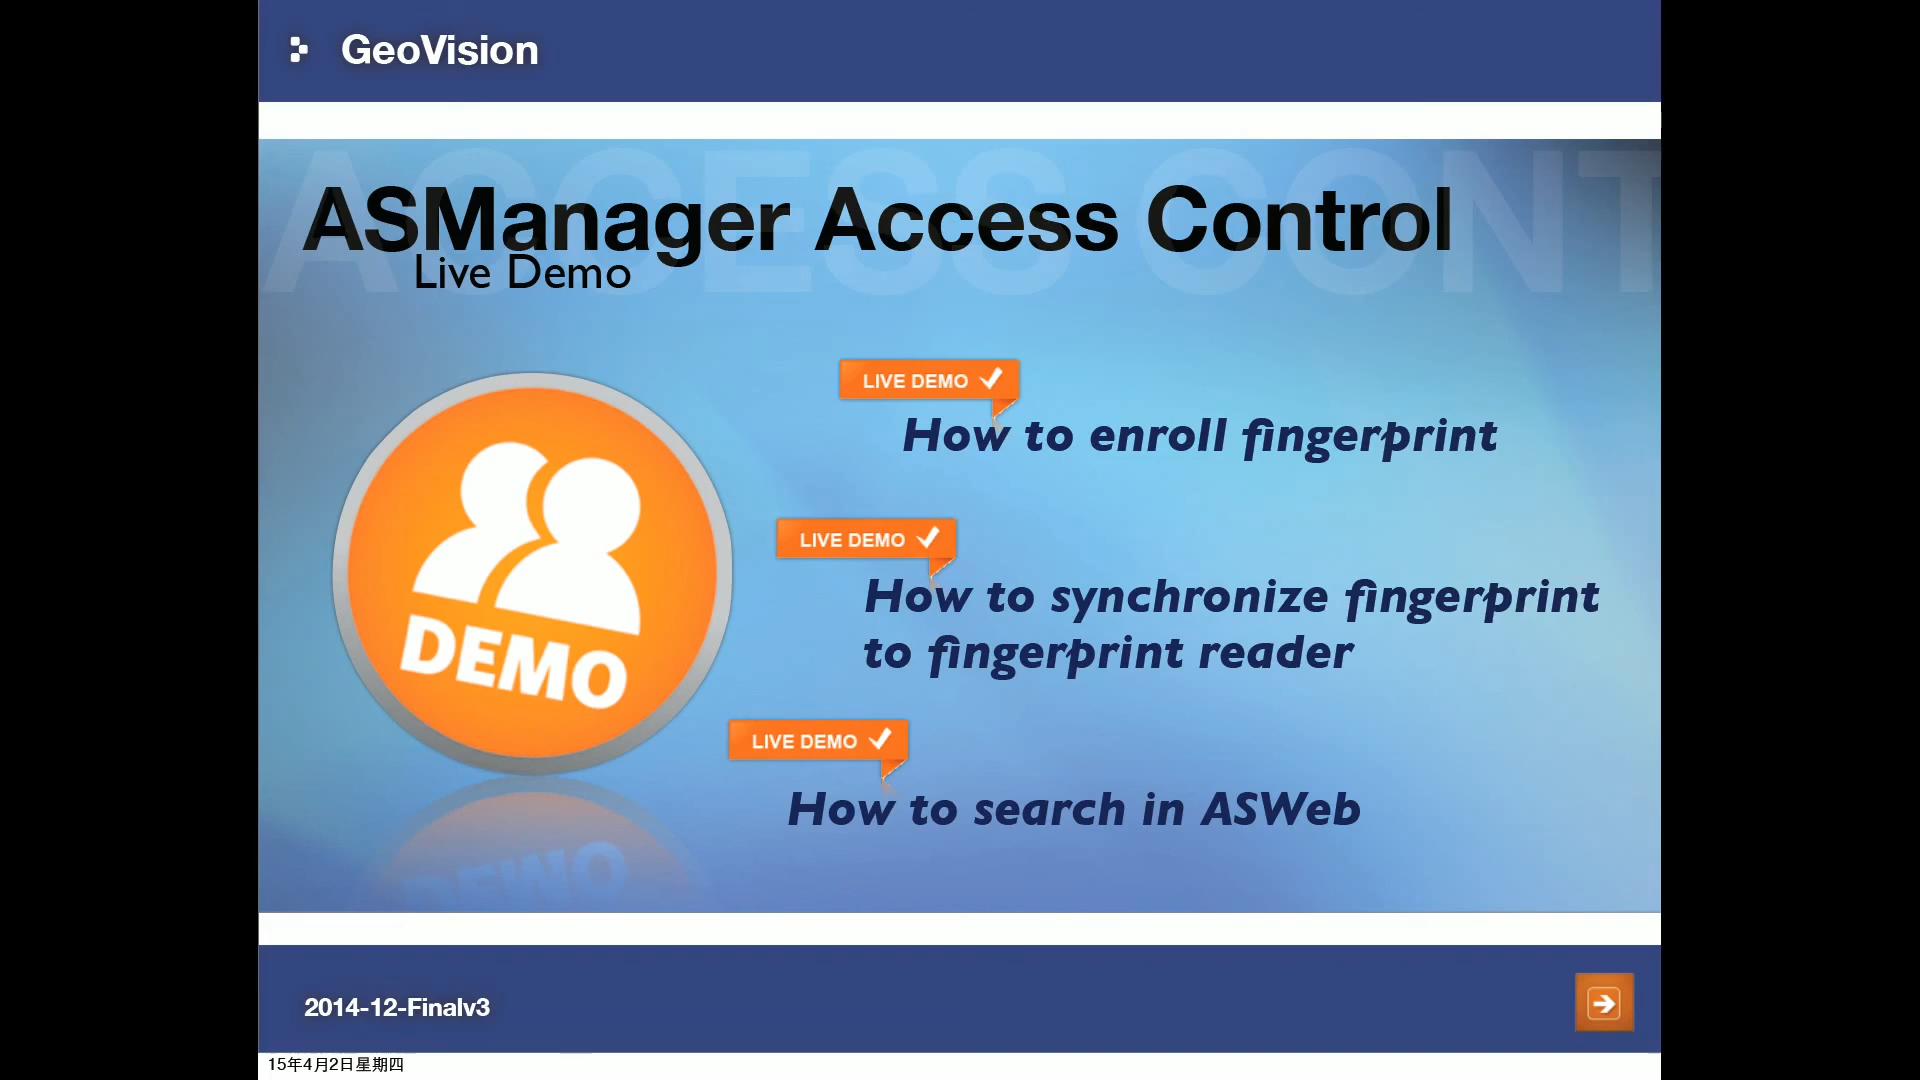 GeoVision
ACCESS CONT
ASManager Access Control
Live Demo
LIVE DEMO
How to enroll fingerprint
LIVE DEMO
How to synchronize fingerprint
to fingerprint reader
DEMO
LIVE DEMO
How to search in ASWeb
2014-12-Finalv3
15年4月2日星期四